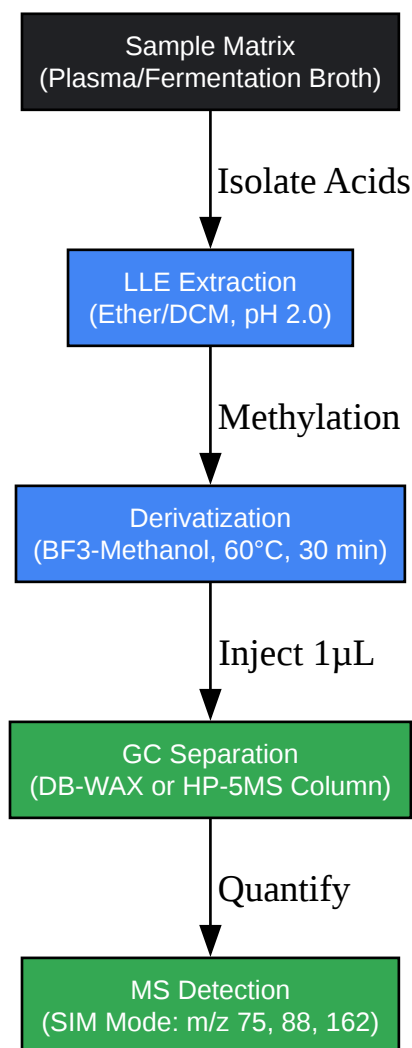 Sample Matrix
(Plasma/Fermentation Broth)
Isolate Acids
LLE Extraction
(Ether/DCM, pH 2.0)
Methylation
Derivatization
(BF3-Methanol, 60°C, 30 min)
Inject 1µL
GC Separation
(DB-WAX or HP-5MS Column)
Quantify
MS Detection
(SIM Mode: m/z 75, 88, 162)